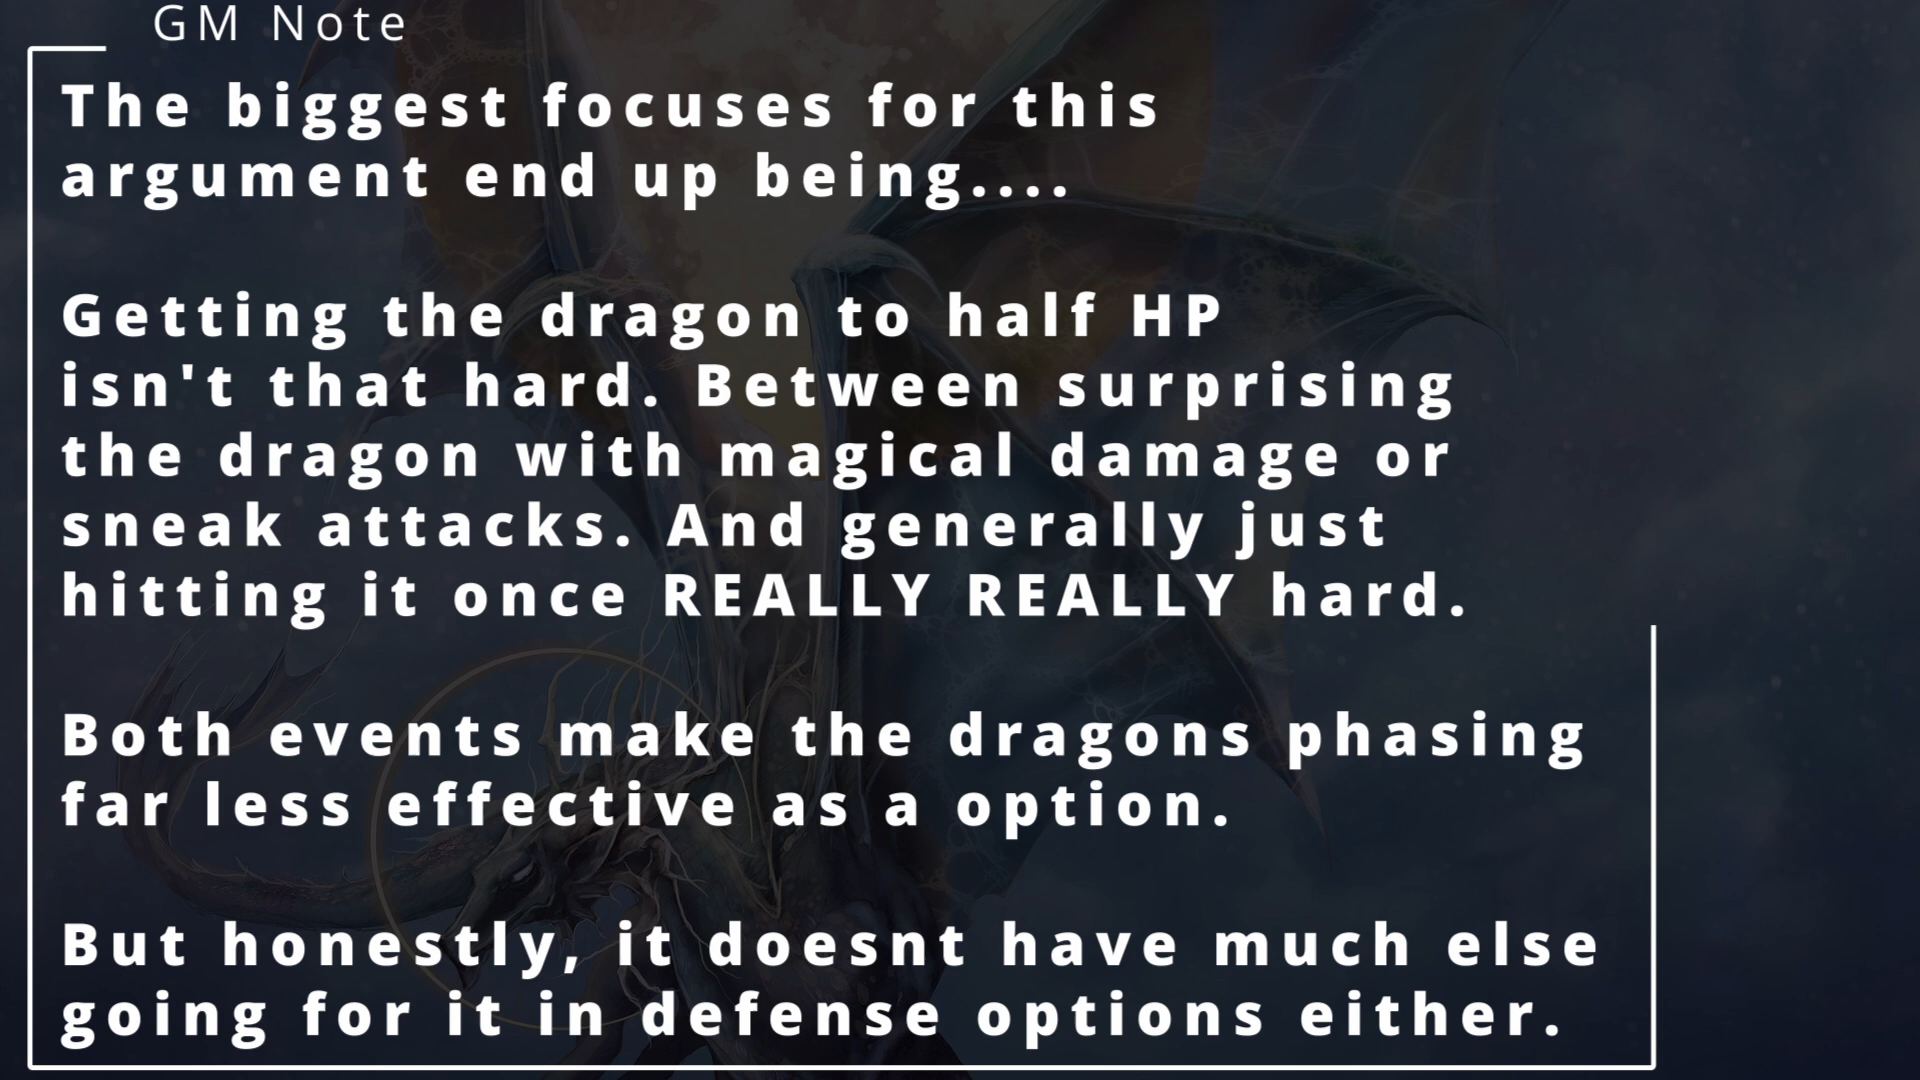 GM Note
The biggest focuses for this
argument end up being....
Getting the dragon to half HP
isn't that hard. Between surprising
the dragon with magical damage or
sneak attacks. And generally just
hitting it once REALLY REALLY hard.
Both events make the dragons phasing
far less effective as a option.
But honestly, it doesnt have much else
going for it in defense options either.